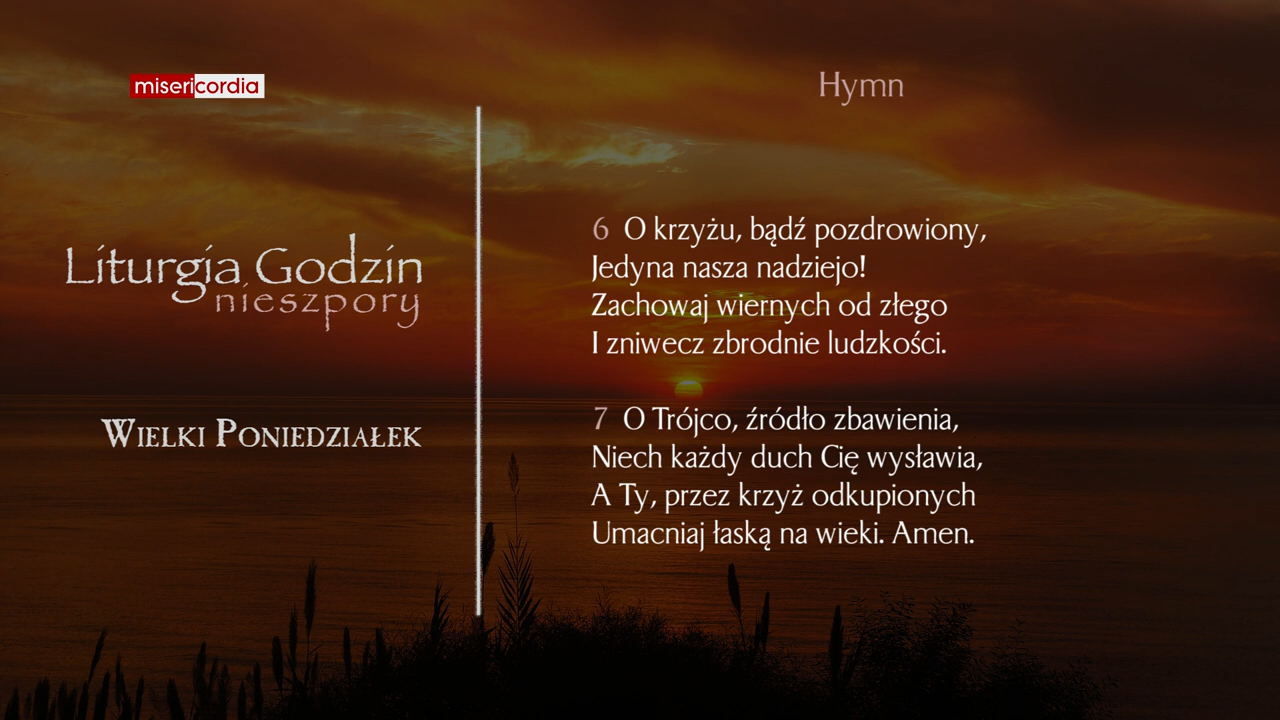 misericordia
Liturgia Godzin
nieszpory
Wielki Poniedziałek
Hymn
6 O krzyżu, bądź pozdrowiony,
Jedyna nasza nadziejo!
Zachowaj wiernych od złego
I zniwecz zbrodnie ludzkości.
7 O Trójco, źródło zbawienia,
Niech każdy duch Cię wysławia,
A Ty, przez krzyż odkupionych
Umacniaj łaską na wieki. Amen.